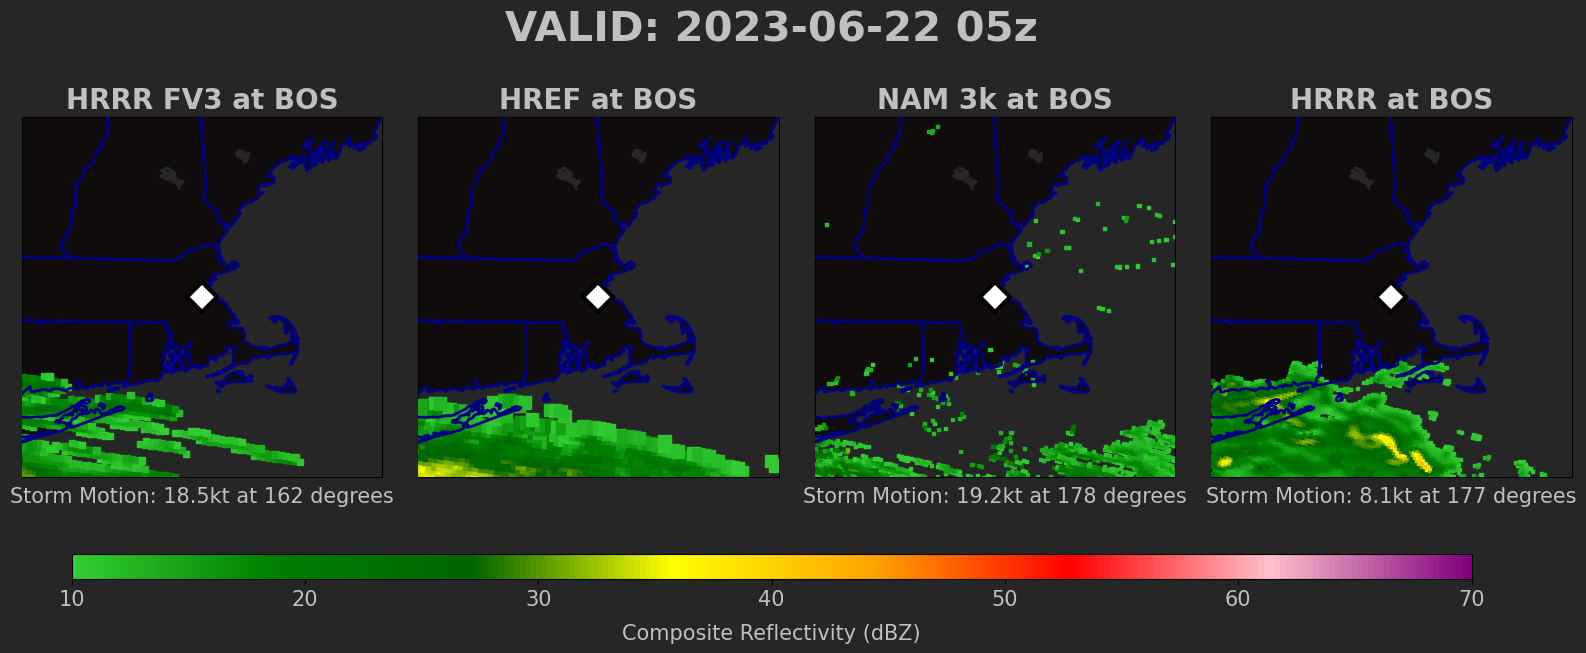 VALID: 2023-06-22 05z
HRRR FV3 at BOS
HREF at BOS
NAM 3k at BOS
HRRR at BOS
Storm Motion: 18.5kt at 162 degrees
Storm Motion: 19.2kt at 178 degrees
Storm Motion: 8.1kt at 177 degrees
10 20 30 40 50 60 70
Composite Reflectivity (dBZ)